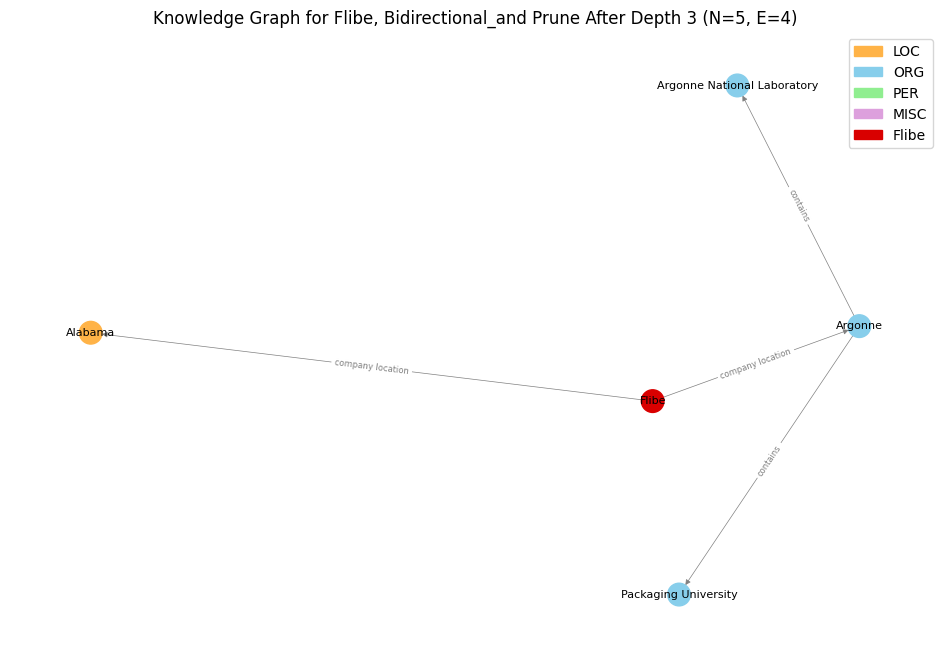 Knowledge Graph for Flibe, Bidirectional_and Prune After Depth 3 (N=5, E=4)
LOC
ORG
PER
MISC
Flibe
Argonne National Laboratory
contains
Argonne
Alabama
company location
company location
Flibe
contains
Packaging University